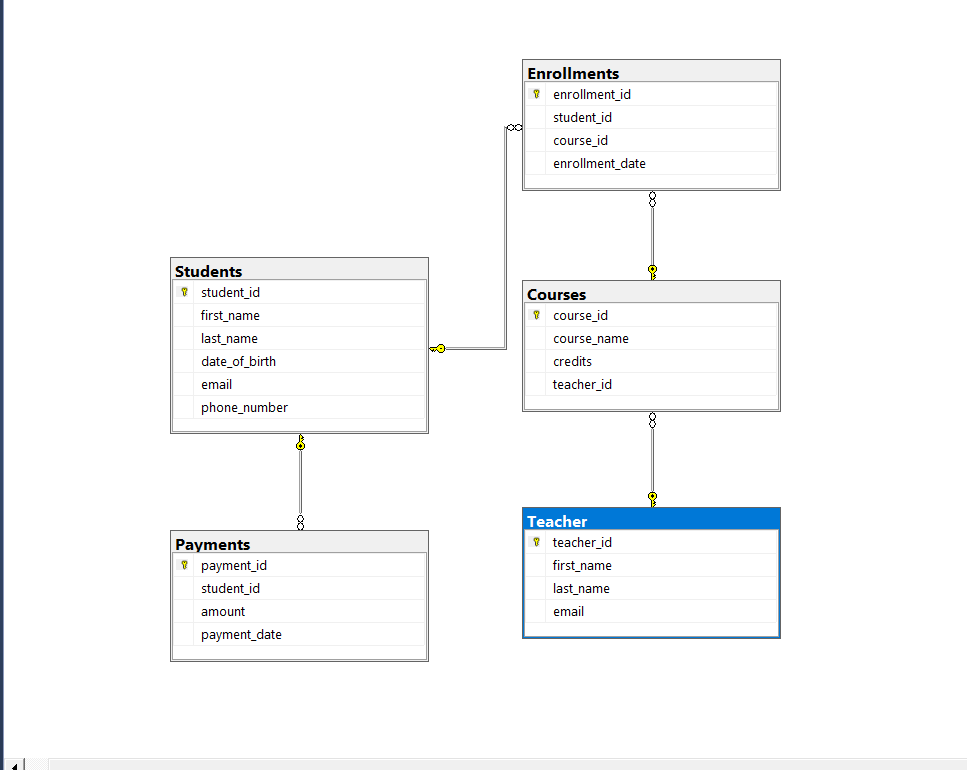 Enrollments
enrollment_id
student_id
course_id
enrollment_date
Students
student_id
first_name
last_name
date_of_birth
email
phone_number
Courses
course_id
course_name
credits
teacher_id
Payments
payment_id
student_id
amount
payment_date
Teacher
teacher_id
first_name
last_name
email